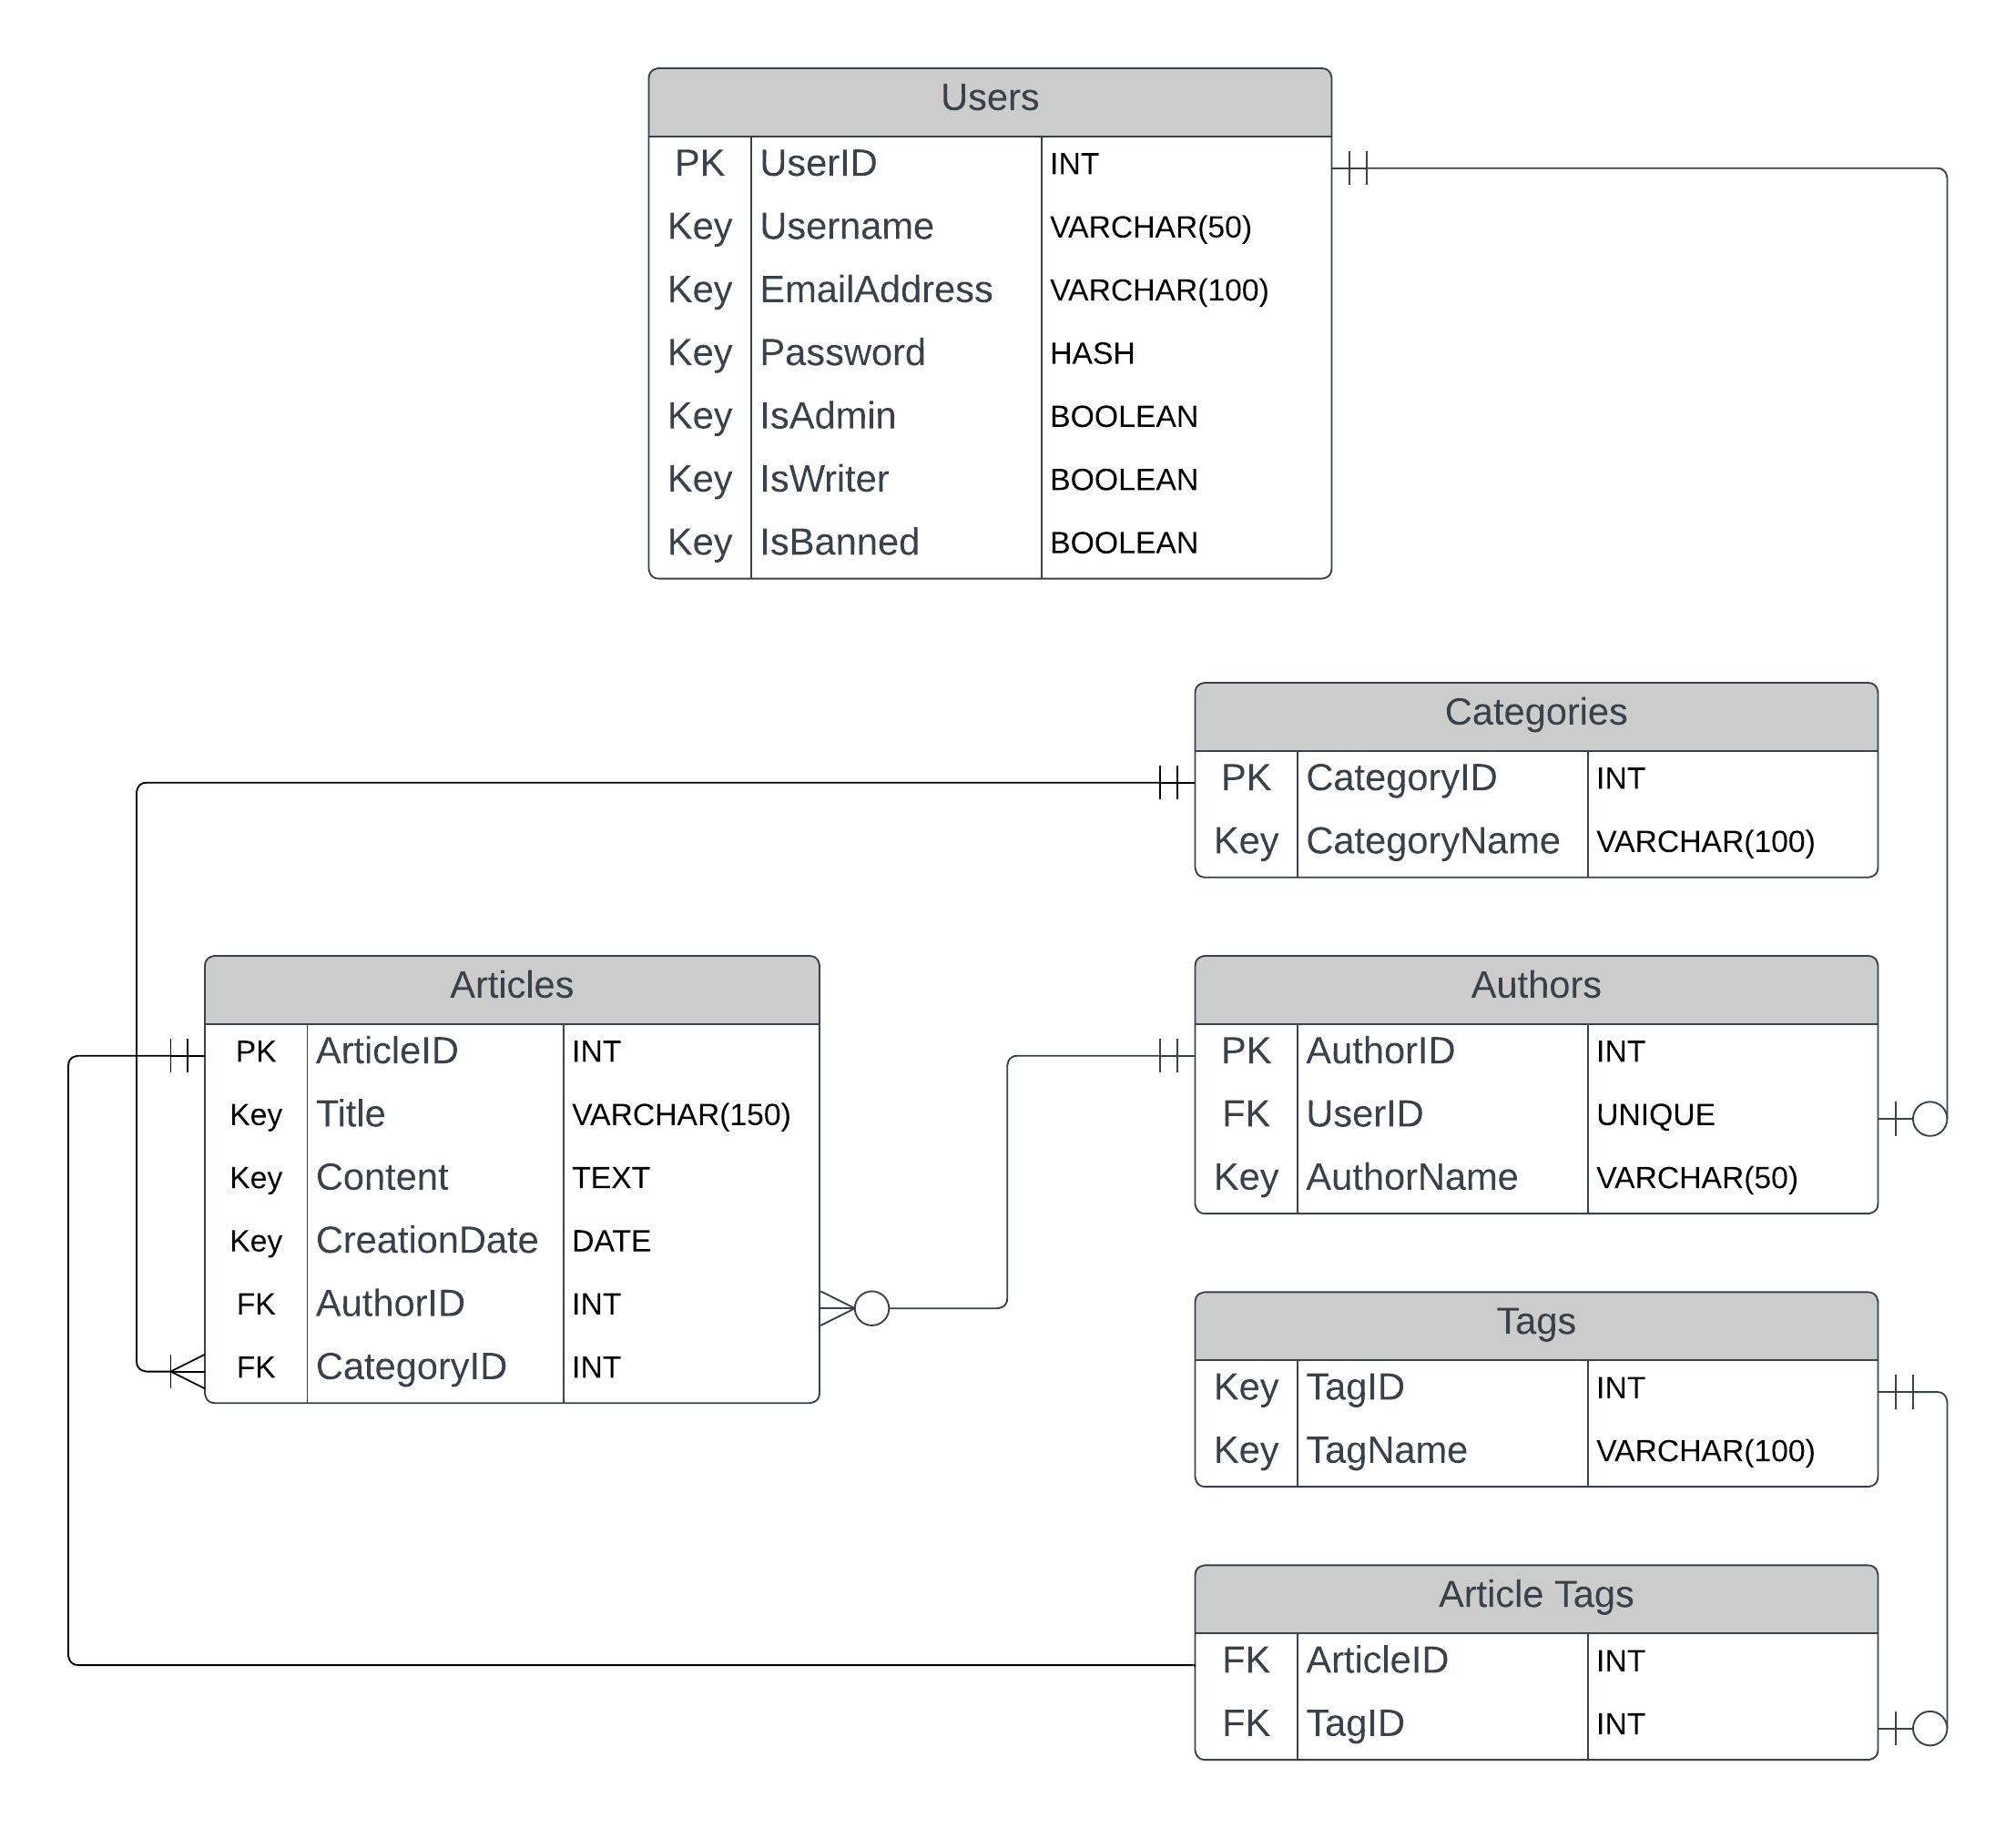 Users
PK UserID INT
Key Username VARCHAR(50)
Key EmailAddress VARCHAR(100)
Key Password HASH
Key IsAdmin BOOLEAN
Key IsWriter BOOLEAN
Key IsBanned BOOLEAN
Categories
PK CategoryID INT
Key CategoryName VARCHAR(100)
Articles
PK ArticleID INT
Key Title VARCHAR(150)
Key Content TEXT
Key CreationDate DATE
FK AuthorID INT
FK CategoryID INT
Authors
PK AuthorID INT
FK UserID UNIQUE
Key AuthorName VARCHAR(50)
Tags
Key TagID INT
Key TagName VARCHAR(100)
Article Tags
FK ArticleID INT
FK TagID INT